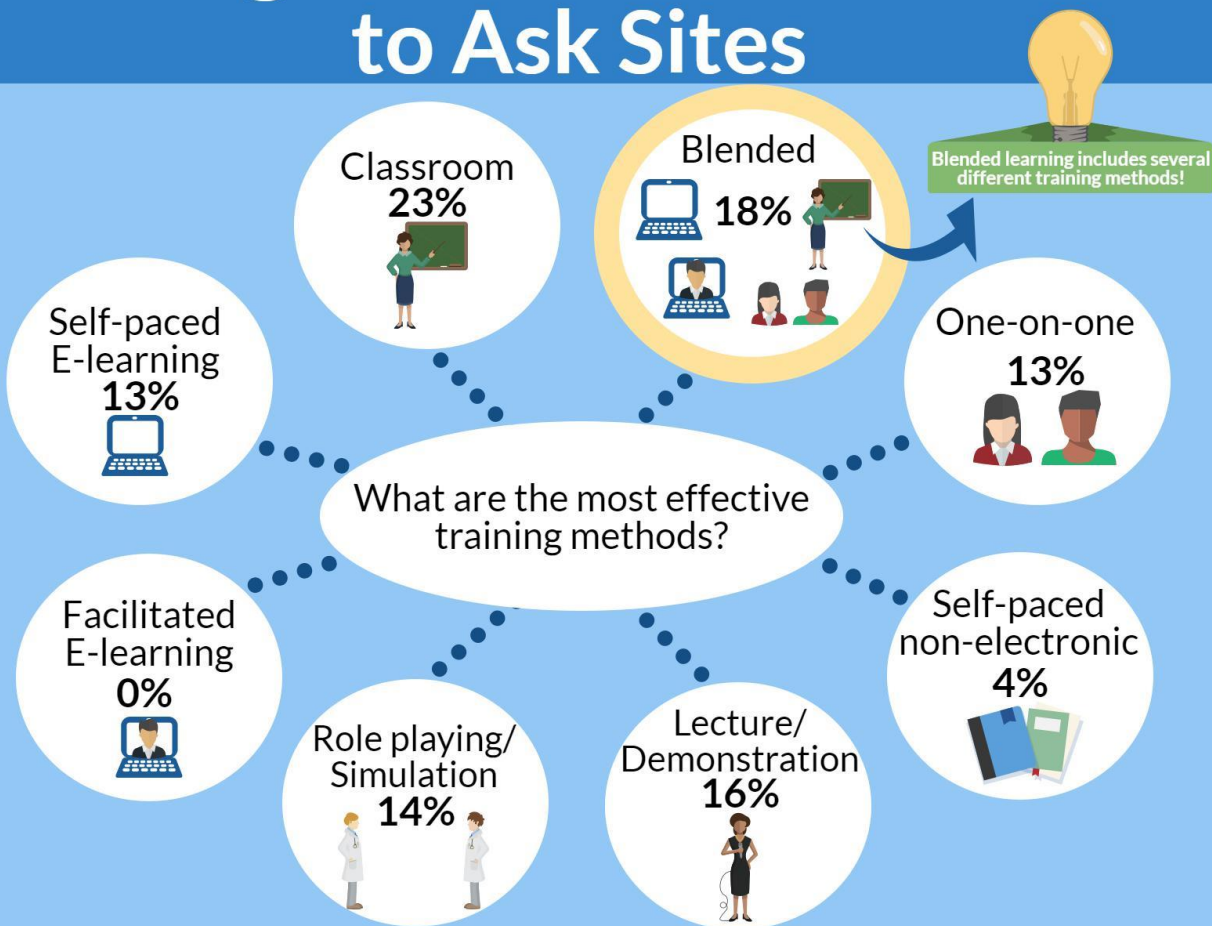 to Ask Sites
Blended learning includes several
different training methods!
Classroom
23%
Blended
18%
Self-paced
E-learning
13%
One-on-one
13%
What are the most effective
training methods?
Facilitated
E-learning
0%
Self-paced
non-electronic
4%
Role playing/
Simulation
14%
Lecture/
Demonstration
16%